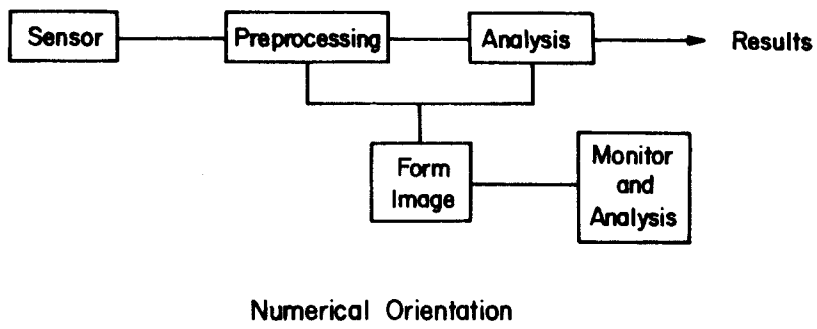 Sensor
Preprocessing
Analysis
Results
Form
Image
Monitor
and
Analysis
Numerical Orientation